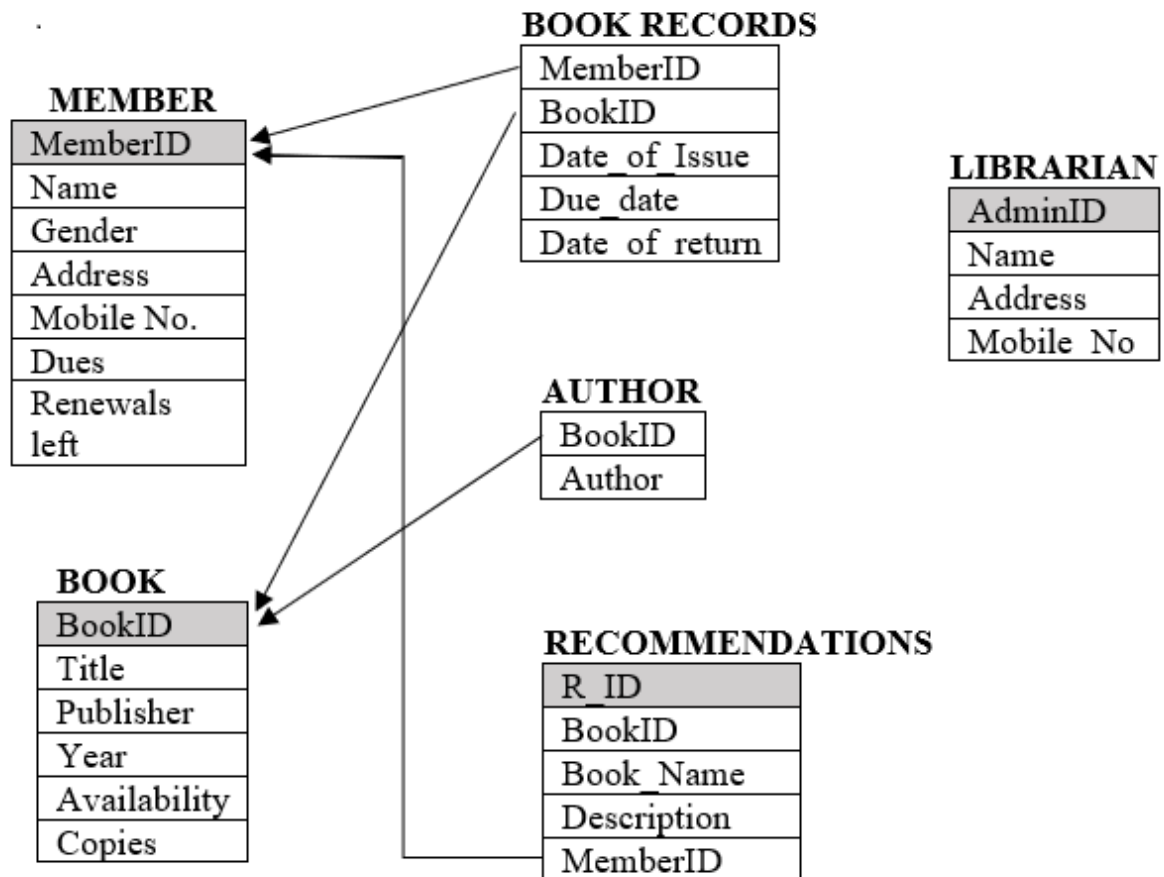 BOOK RECORDS
MemberID
BookID
Date_of_Issue
Due_date
Date_of_return
MEMBER
MemberID
Name
Gender
Address
Mobile No.
Dues
Renewals
left
LIBRARIAN
AdminID
Name
Address
Mobile_No
AUTHOR
BookID
Author
BOOK
BookID
Title
Publisher
Year
Availability
Copies
RECOMMENDATIONS
R_ID
BookID
Book_Name
Description
MemberID